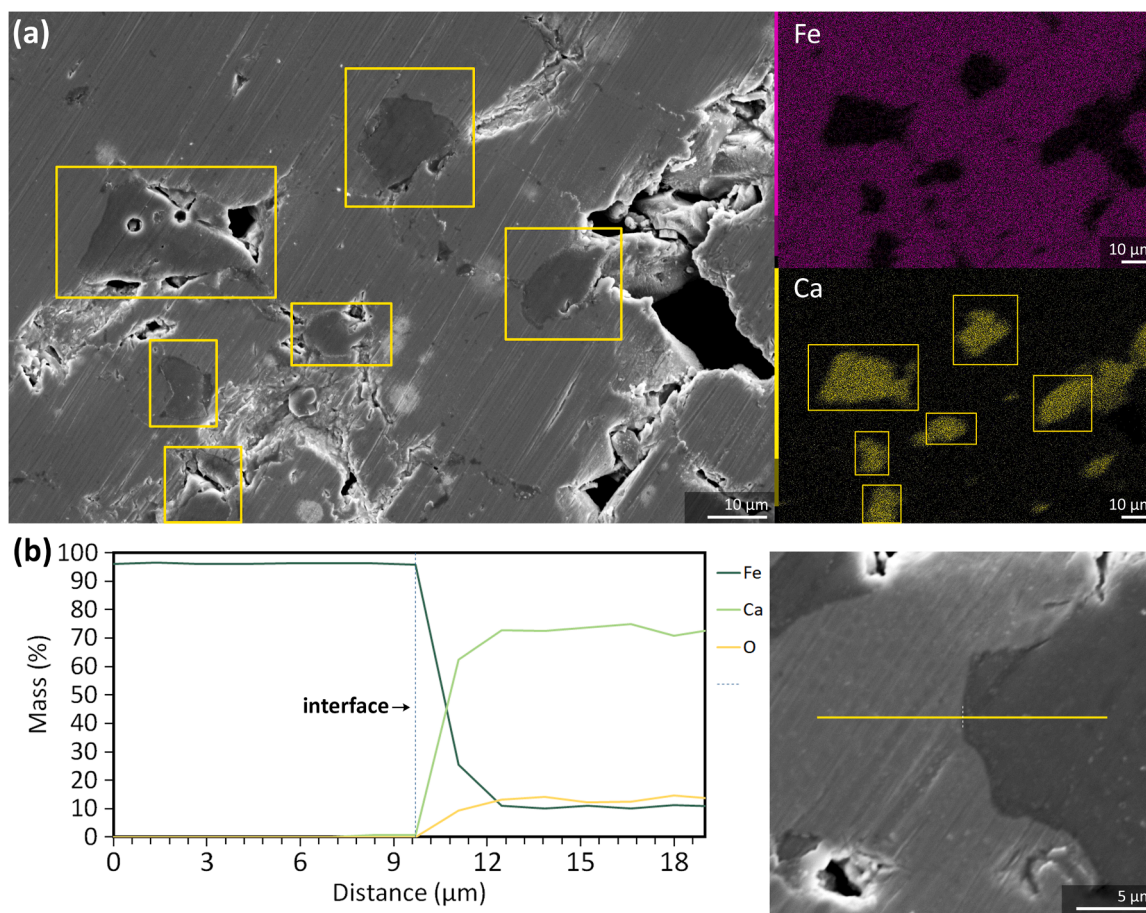 (a)
10 µm
Fe
10 µm
Ca
10 µm
(b)
100
90
80
70
60
50
40
30
20
10
0
Mass (%)
interface →
0 3 6 9 12 15 18
Distance (µm)
Fe
Ca
O
5 µm